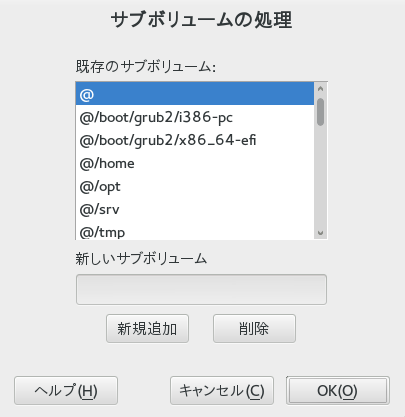 サブボリュームの処理
既存のサブボリューム:
@
@/boot/grub2/i386-pc
@/boot/grub2/x86_64-efi
@/home
@/opt
@/srv
@/tmp
新しいサブボリューム
新規追加 削除
ヘルプ(H) キャンセル(C) OK(O)